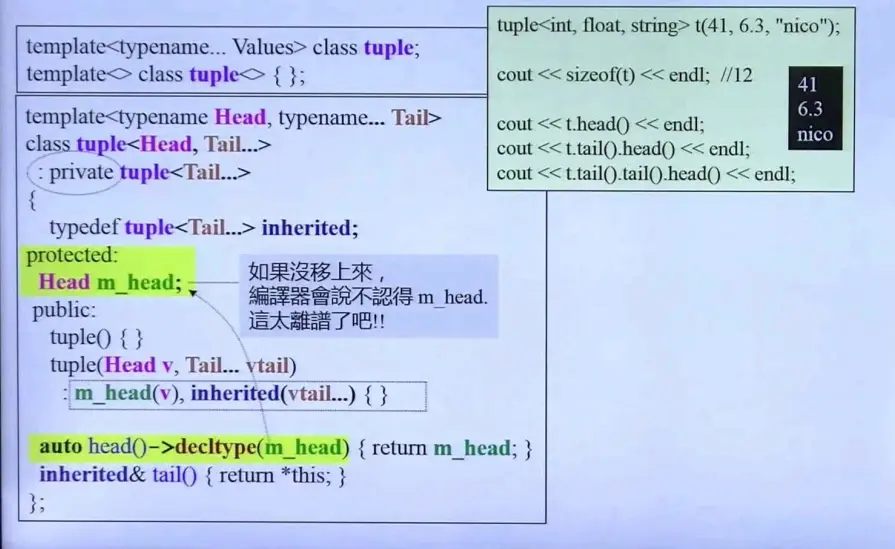 template<typename... Values> class tuple;
template<> class tuple<> { };
template<typename Head, typename... Tail>
class tuple<Head, Tail...>
: private tuple<Tail...>
{
typedef tuple<Tail...> inherited;
protected:
Head m_head;
public:
tuple() { }
tuple(Head v, Tail... vtail)
: m_head(v), inherited(vtail...) { }
auto head()->decltype(m_head) { return m_head; }
inherited& tail() { return *this; }
};
如果沒移上來，
編譯器會說不認得 m_head.
這太離譜了吧!!
tuple<int, float, string> t(41, 6.3, "nico");
cout << sizeof(t) << endl; //12
cout << t.head() << endl;
cout << t.tail().head() << endl;
cout << t.tail().tail().head() << endl;
41
6.3
nico